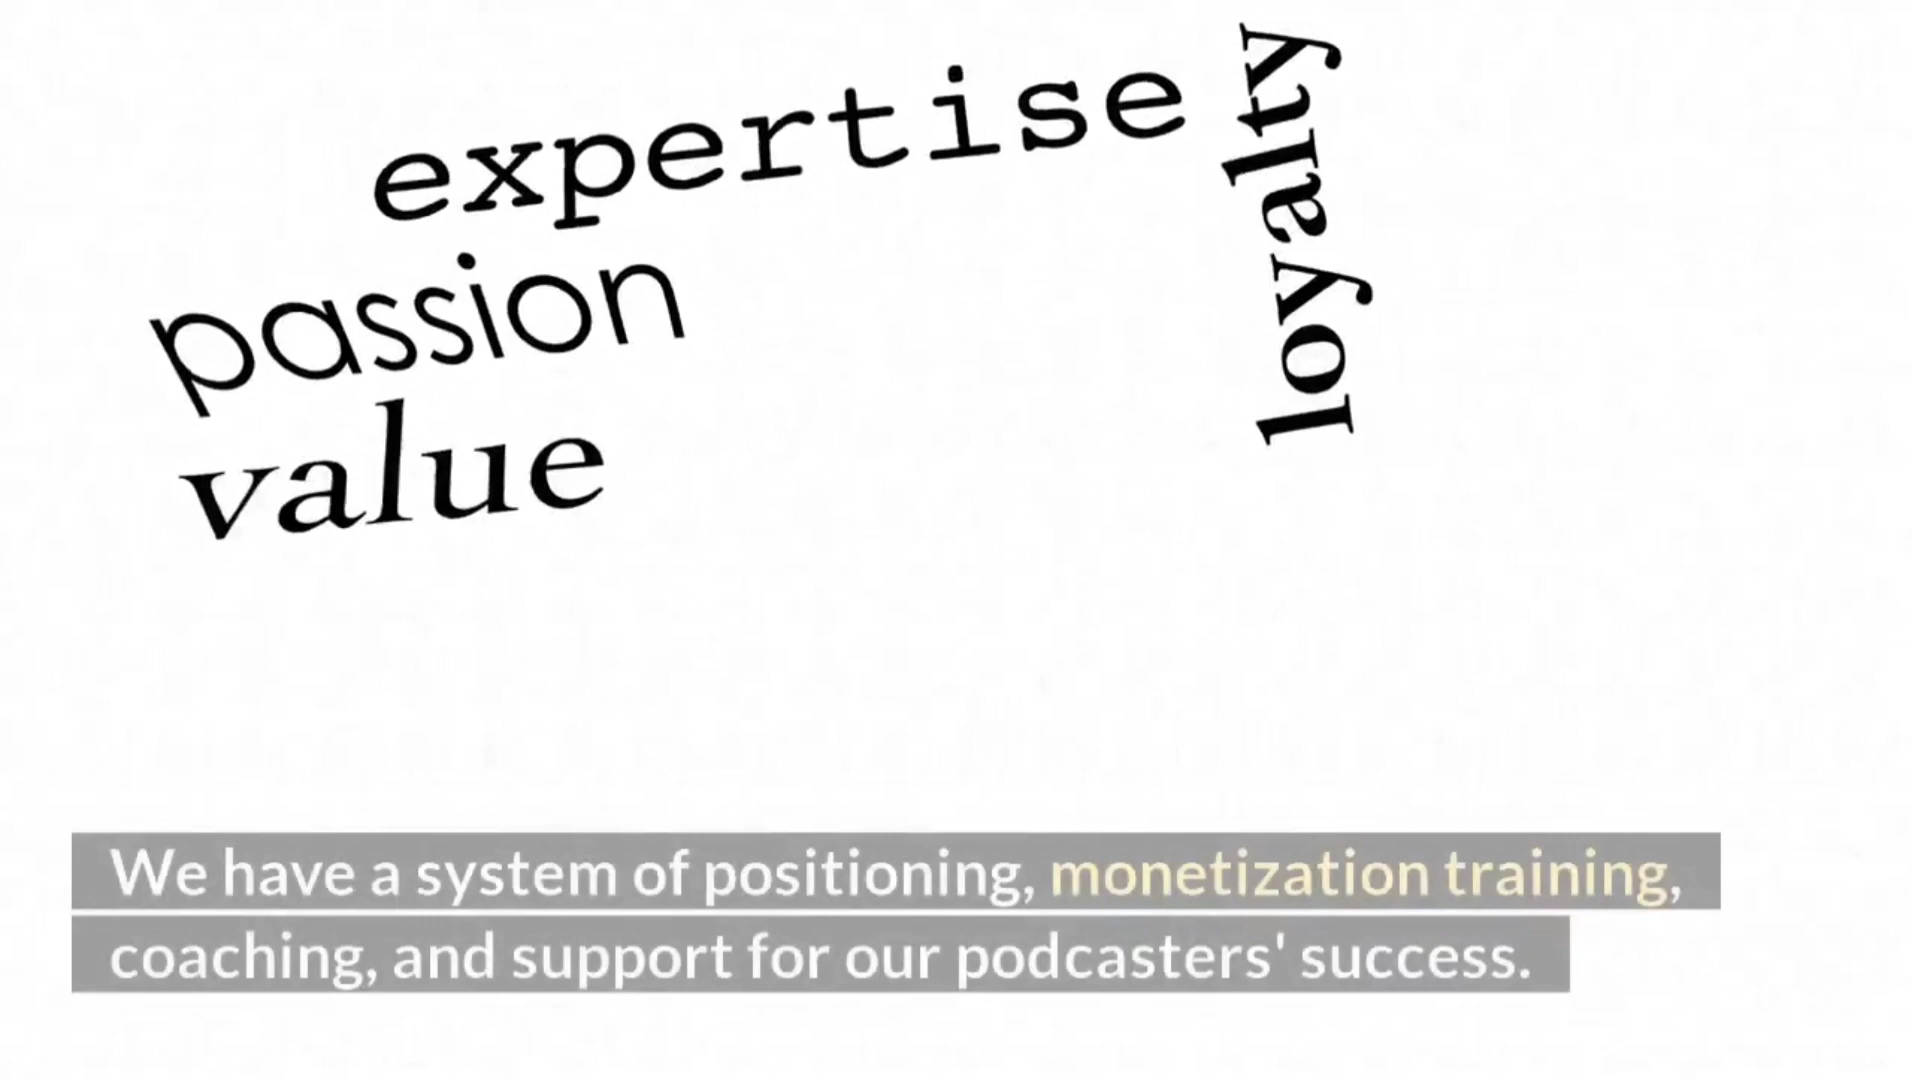 expertise
loyalty
passion
value
We have a system of positioning, monetization training,
coaching, and support for our podcasters' success.